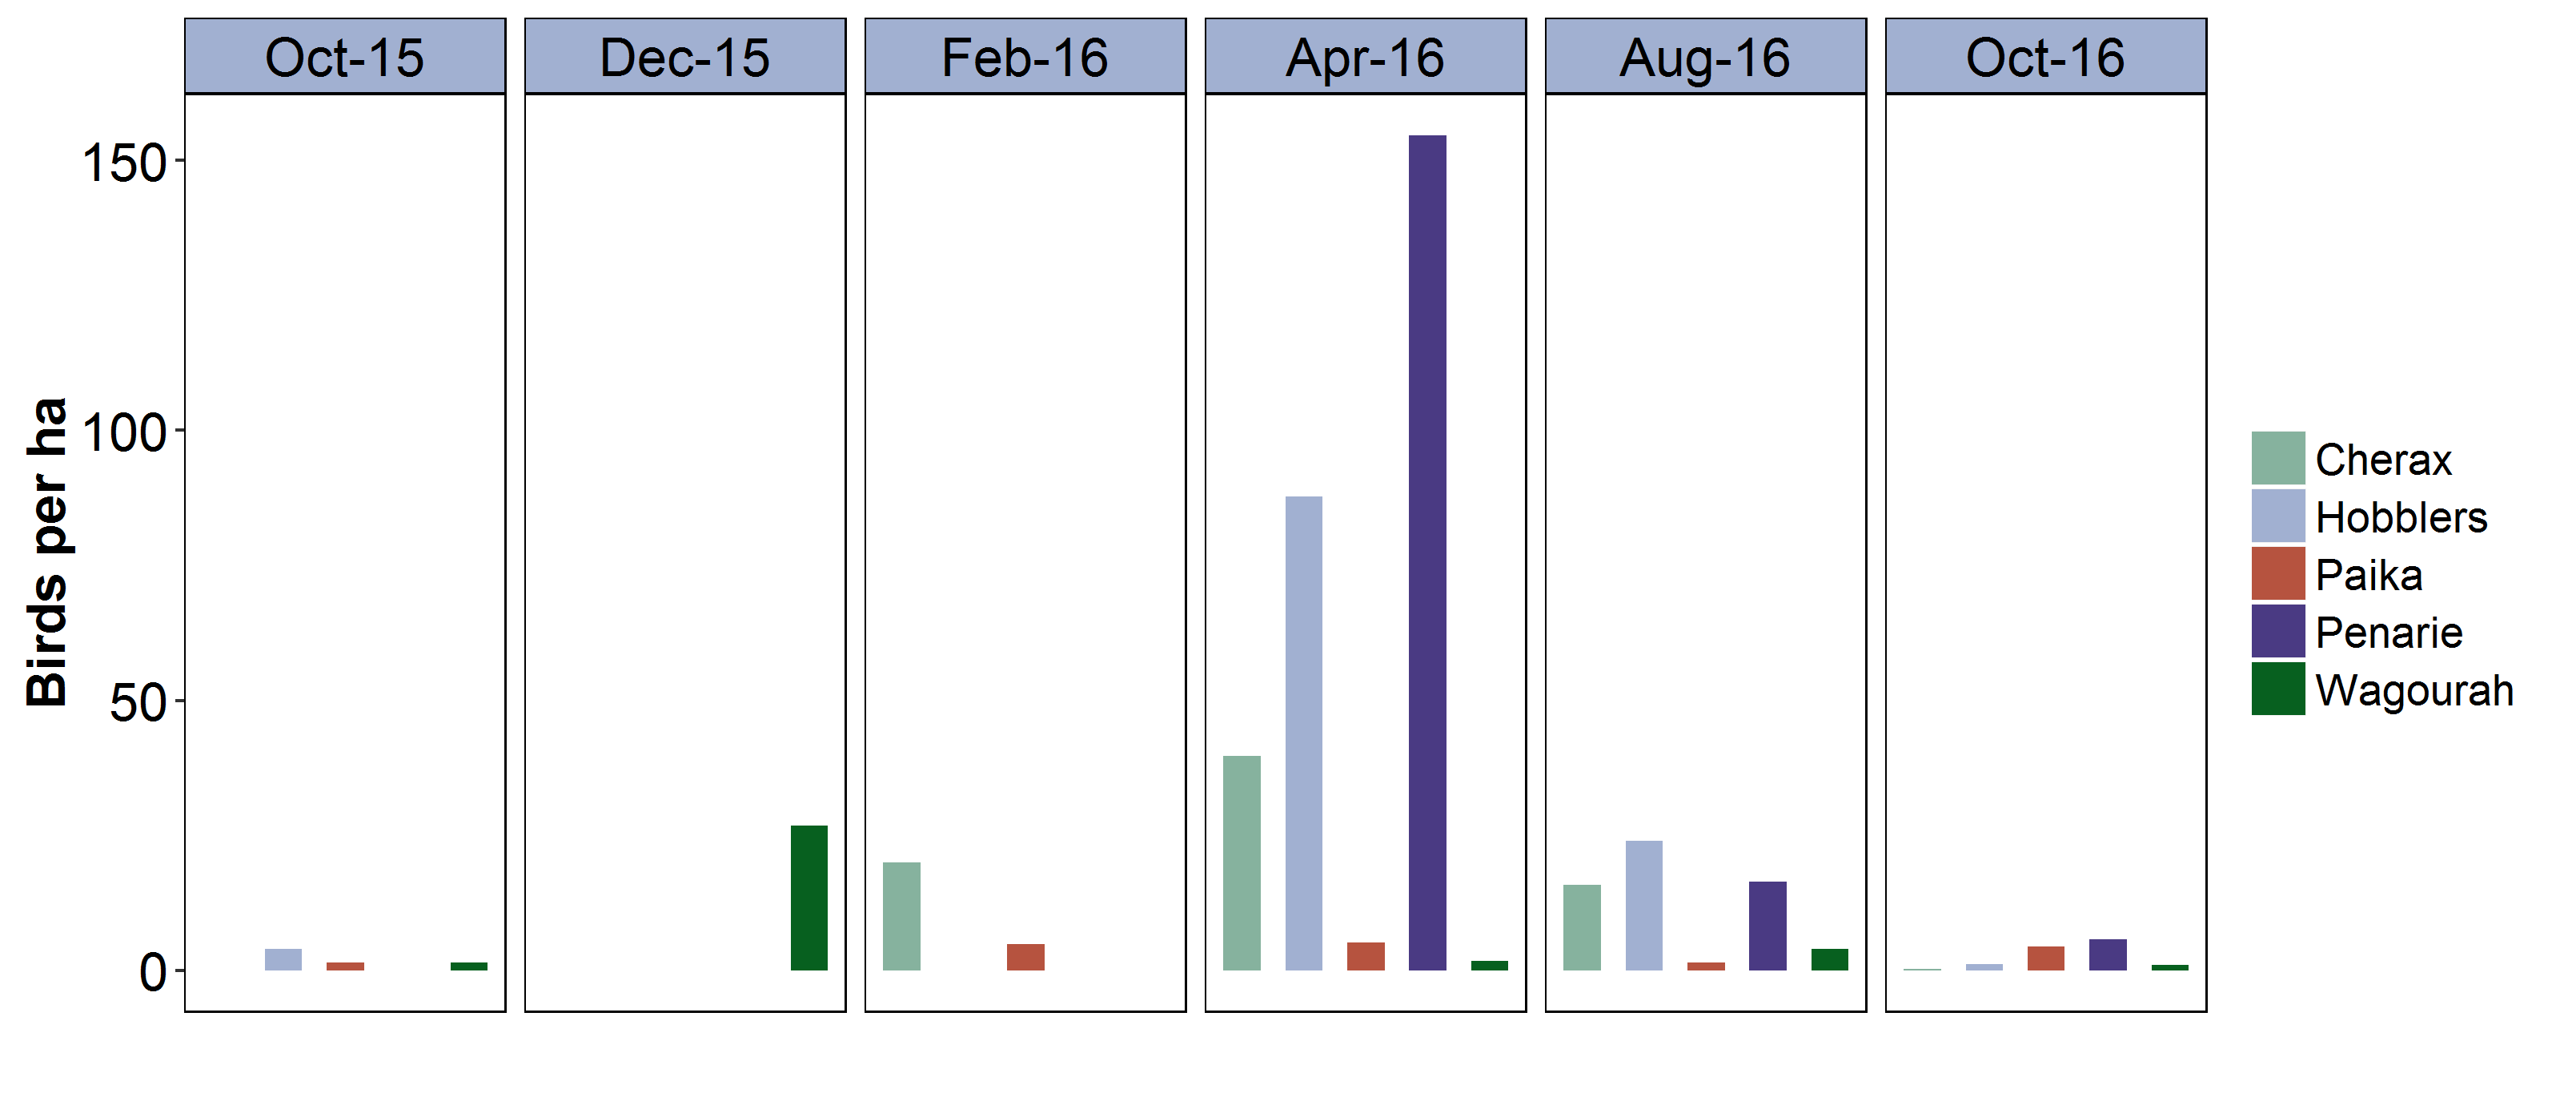 Oct-15 Dec-15 Feb-16 Apr-16 Aug-16 Oct-16
Birds per ha
150
100
50
0
Cherax
Hobblers
Paika
Penarie
Wagourah